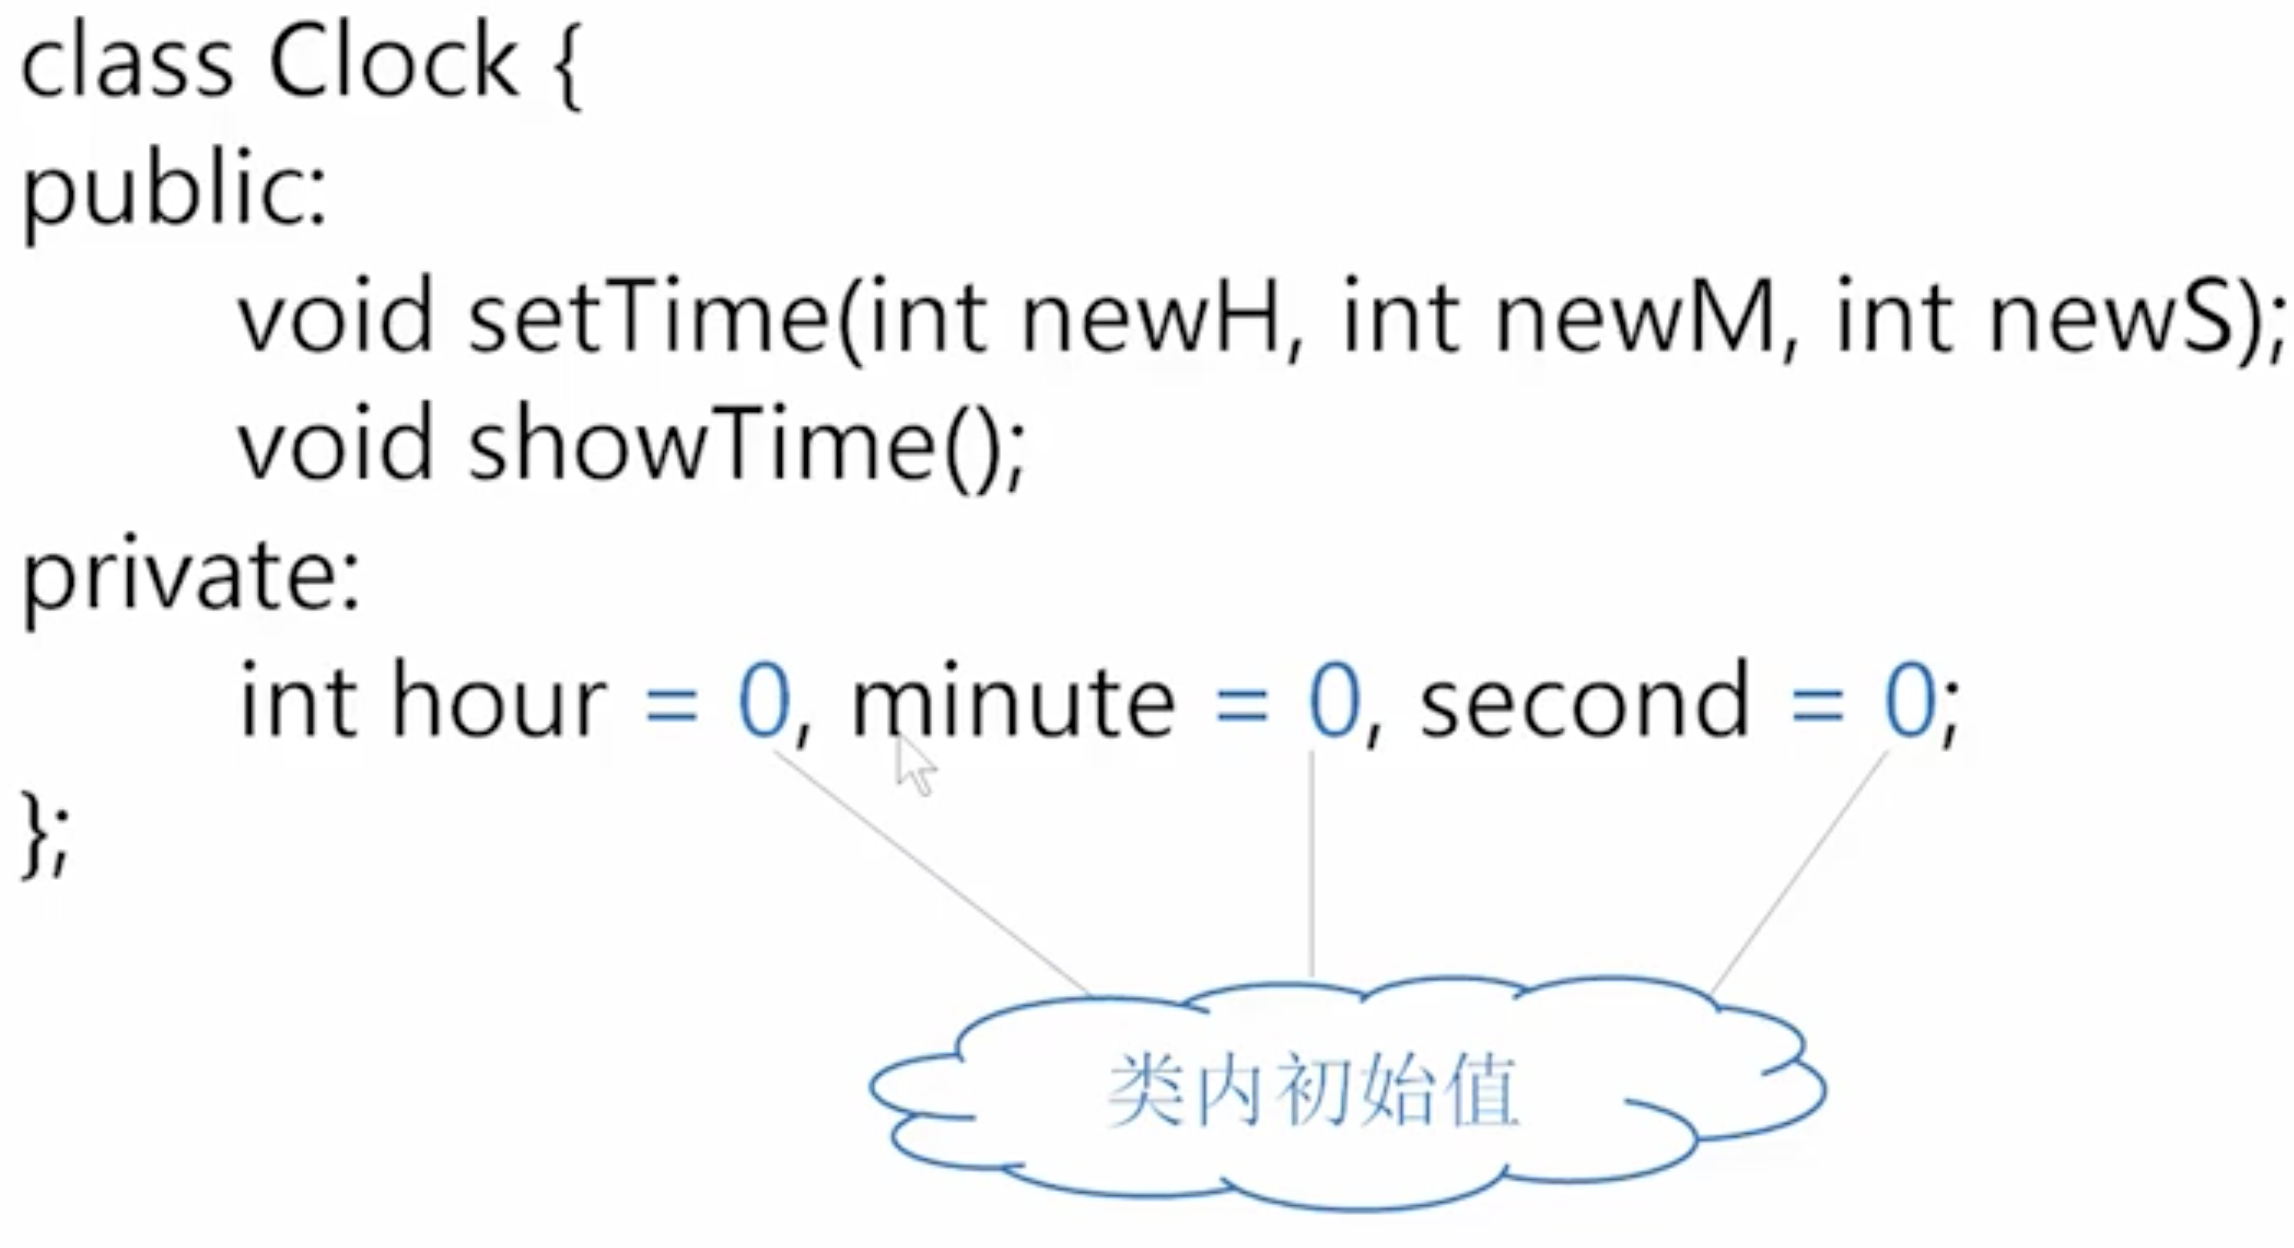 class Clock {
public:
void setTime(int newH, int newM, int newS);
void showTime();
private:
int hour = 0, minute = 0, second = 0;
};
类内初始值